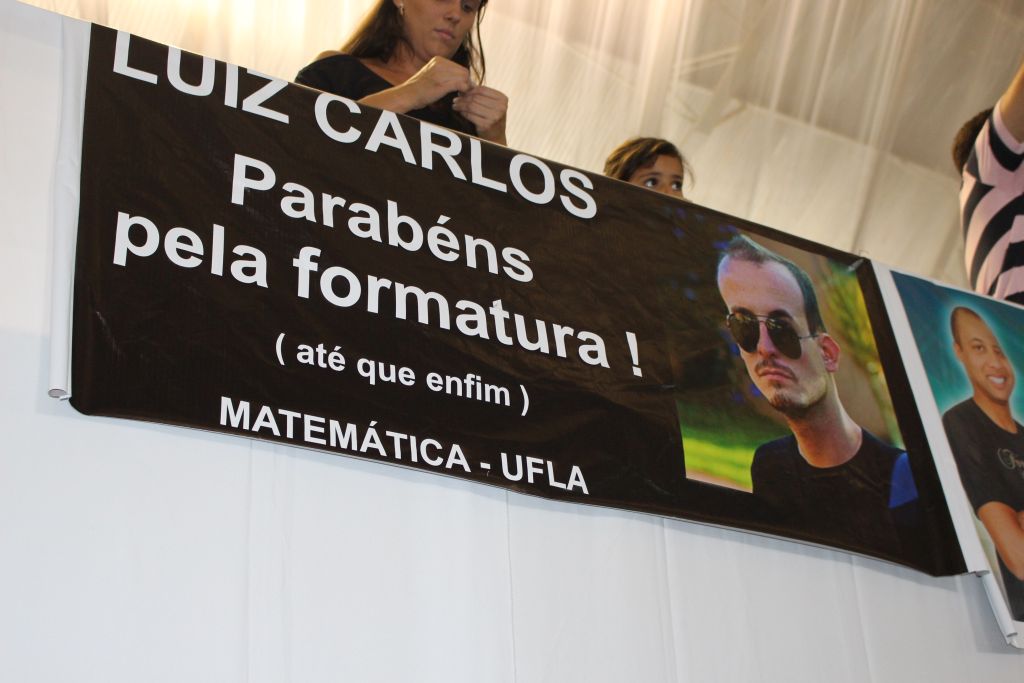 LUIZ CARLOS
Parabéns
pela formatura !
( até que enfim )
MATEMÁTICA - UFLA